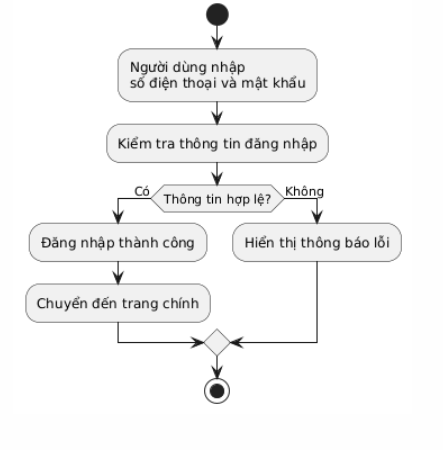 Người dùng nhập
số điện thoại và mật khẩu
Kiểm tra thông tin đăng nhập
Có
Thông tin hợp lệ?
Không
Đăng nhập thành công
Hiển thị thông báo lỗi
Chuyển đến trang chính